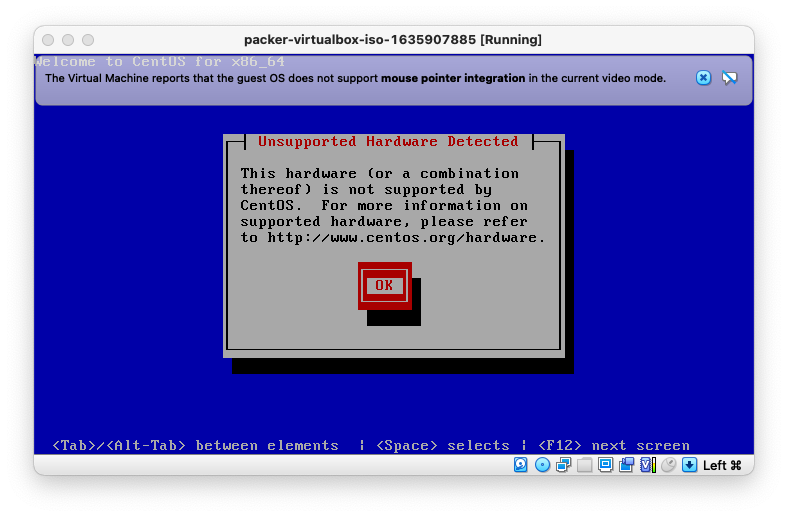 packer-virtualbox-iso-1635907885 [Running]
Welcome to CentOS for x86_64
The Virtual Machine reports that the guest OS does not support mouse pointer integration in the current video mode.
Unsupported Hardware Detected
This hardware (or a combination
thereof) is not supported by
CentOS.  For more information on
supported hardware, please refer
to http://www.centos.org/hardware.
OK
<Tab>/<Alt-Tab> between elements  | <Space> selects | <F12> next screen
Left ⌘